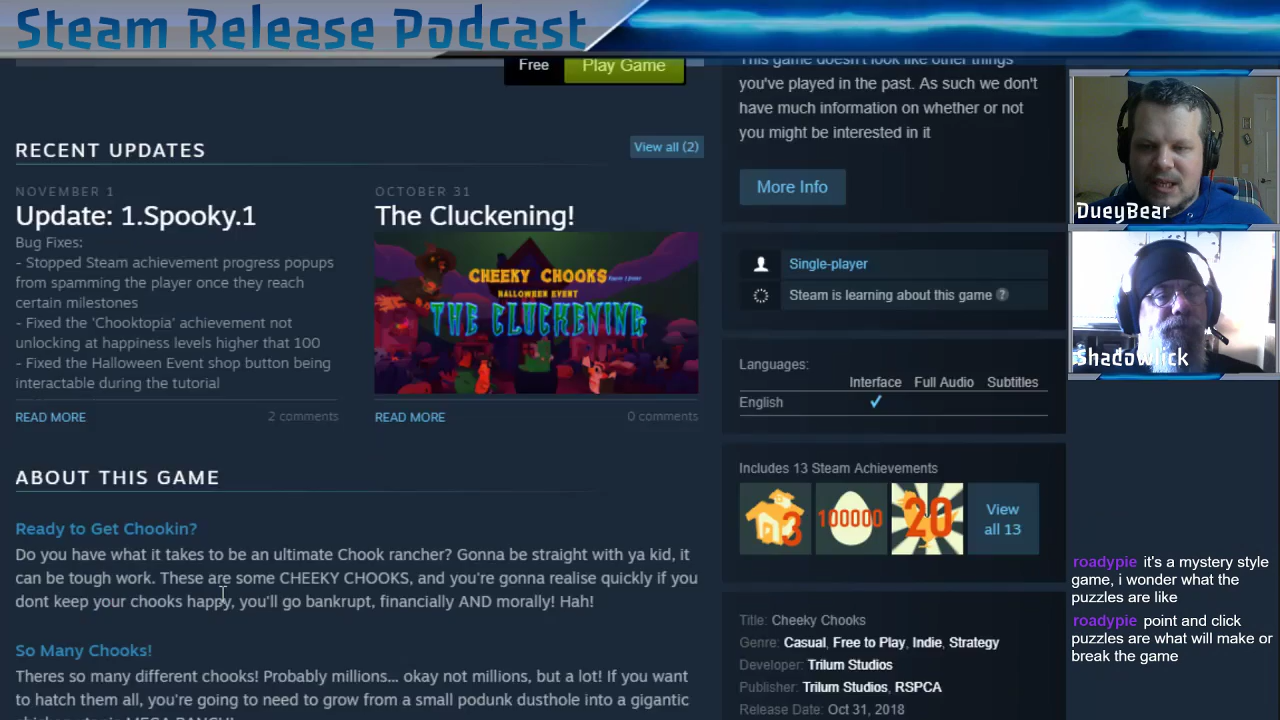 Steam Release Podcast
Free
Play Game
This game doesn't look like other things
you've played in the past. As such we don't
have much information on whether or not
you might be interested in it
More Info
RECENT UPDATES
View all (2)
NOVEMBER 1
Update: 1.Spooky.1
Bug Fixes:
- Stopped Steam achievement progress popups
from spamming the player once they reach
certain milestones
- Fixed the 'Chooktopia' achievement not
unlocking at happiness levels higher that 100
- Fixed the Halloween Event shop button being
interactable during the tutorial
READ MORE
2 comments
OCTOBER 31
The Cluckening!
CHEEKY CHOOKS
HALLOWEEN EVENT
THE CLUCKENING
READ MORE
0 comments
Single-player
Steam is learning about this game ?
Languages:
Interface Full Audio Subtitles
English ✓
Includes 13 Steam Achievements
3
100000
20
View
all 13
ABOUT THIS GAME
Ready to Get Chookin?
Do you have what it takes to be an ultimate Chook rancher? Gonna be straight with ya kid, it
can be tough work. These are some CHEEKY CHOOKS, and you're gonna realise quickly if you
dont keep your chooks happy, you'll go bankrupt, financially AND morally! Hah!
So Many Chooks!
Theres so many different chooks! Probably millions... okay not millions, but a lot! If you want
to hatch them all, you're going to need to grow from a small podunk dusthole into a gigantic
Title: Cheeky Chooks
Genre: Casual, Free to Play, Indie, Strategy
Developer: Trilum Studios
Publisher: Trilum Studios, RSPCA
Release Date: Oct 31, 2018
DueyBear
Shadowlick
roadypie it's a mystery style
game, i wonder what the
puzzles are like
roadypie point and click
puzzles are what will make or
break the game